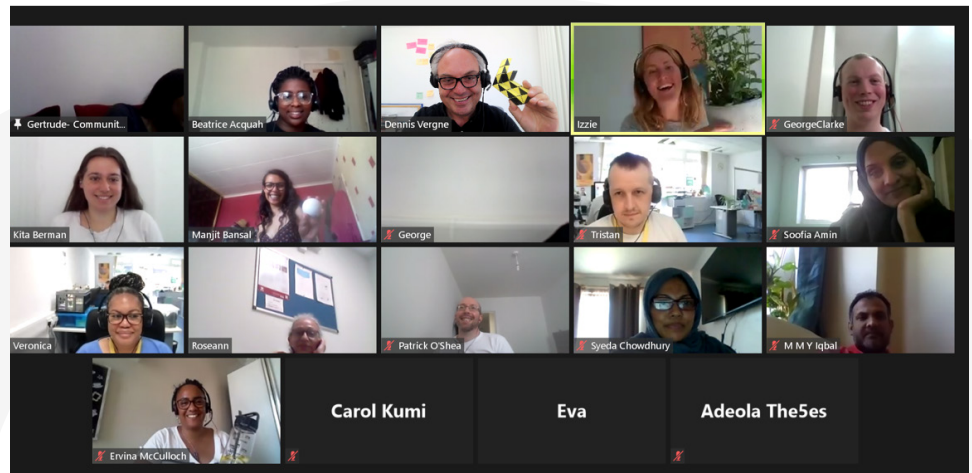 Gertrude- Communit...
Beatrice Acquah
Dennis Vergne
Izzie
GeorgeClarke
Kita Berman
Manjit Bansal
George
Tristan
Soofia Amin
Veronica
Roseann
Patrick O'Shea
Syeda Chowdhury
M M Y Iqbal
Ervina McCulloch
Carol Kumi
Eva
Adeola The5es